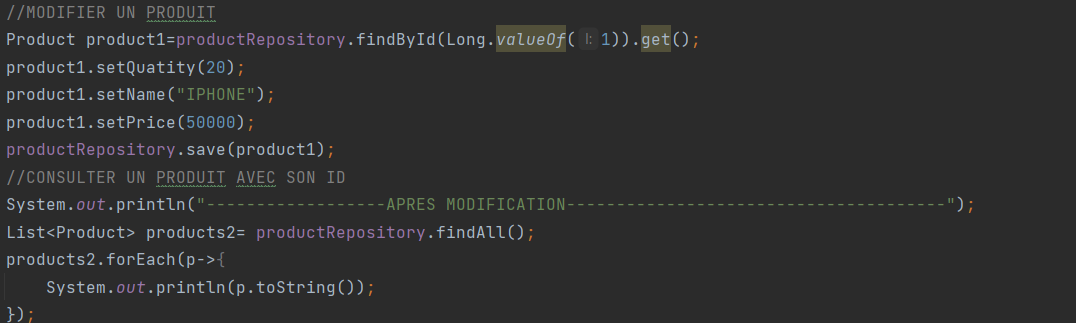 //MODIFIER UN PRODUIT
Product product1=productRepository.findById(Long.valueOf( l: 1)).get();
product1.setQuatity(20);
product1.setName("IPHONE");
product1.setPrice(50000);
productRepository.save(product1);
//CONSULTER UN PRODUIT AVEC SON ID
System.out.println("------------------APRES MODIFICATION--------------------------------------");
List<Product> products2= productRepository.findAll();
products2.forEach(p->{
    System.out.println(p.toString());
});